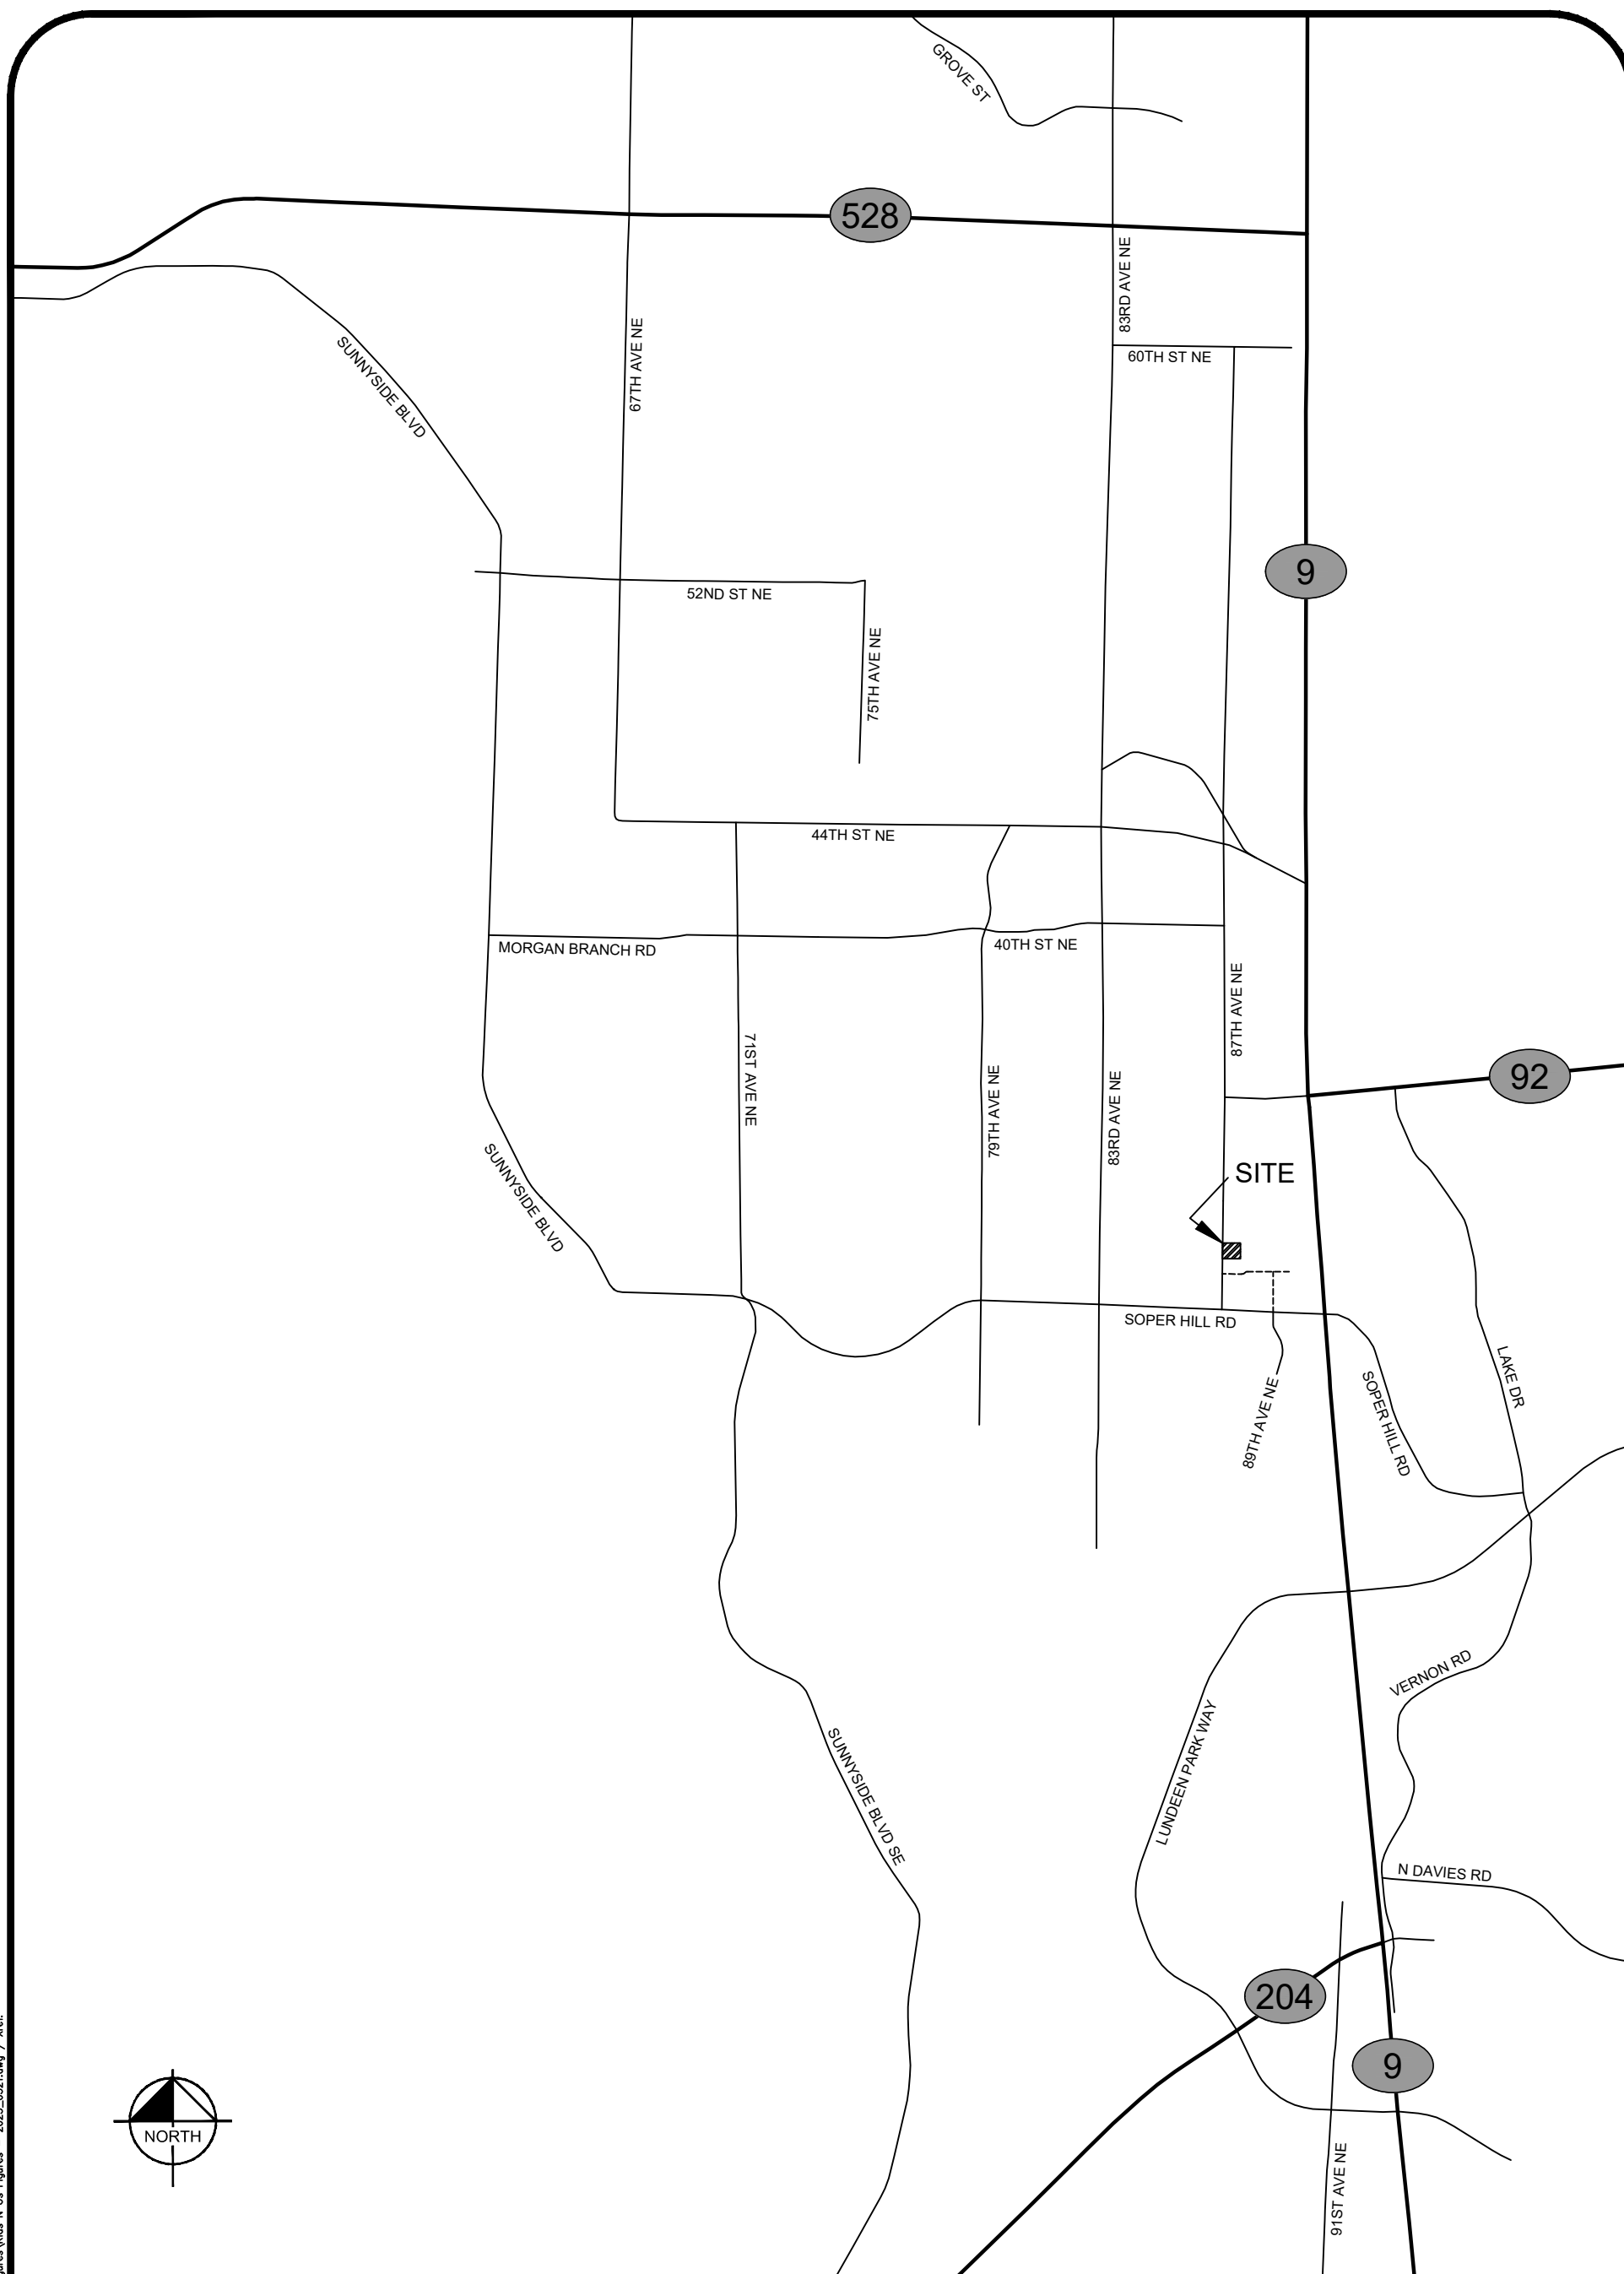 GROVE ST
528
83RD AVE NE
67TH AVE NE
60TH ST NE
SUNNYSIDE BLVD
9
52ND ST NE
75TH AVE NE
44TH ST NE
MORGAN BRANCH RD
40TH ST NE
87TH AVE NE
71ST AVE NE
79TH AVE NE
83RD AVE NE
92
SITE
SUNNYSIDE BLVD
SOPER HILL RD
LAKE DR
89TH AVE NE
SOPER HILL RD
VERNON RD
LUNDEEN PARK WAY
SUNNYSIDE BLVD SE
N DAVIES RD
204
9
NORTH
91ST AVE NE